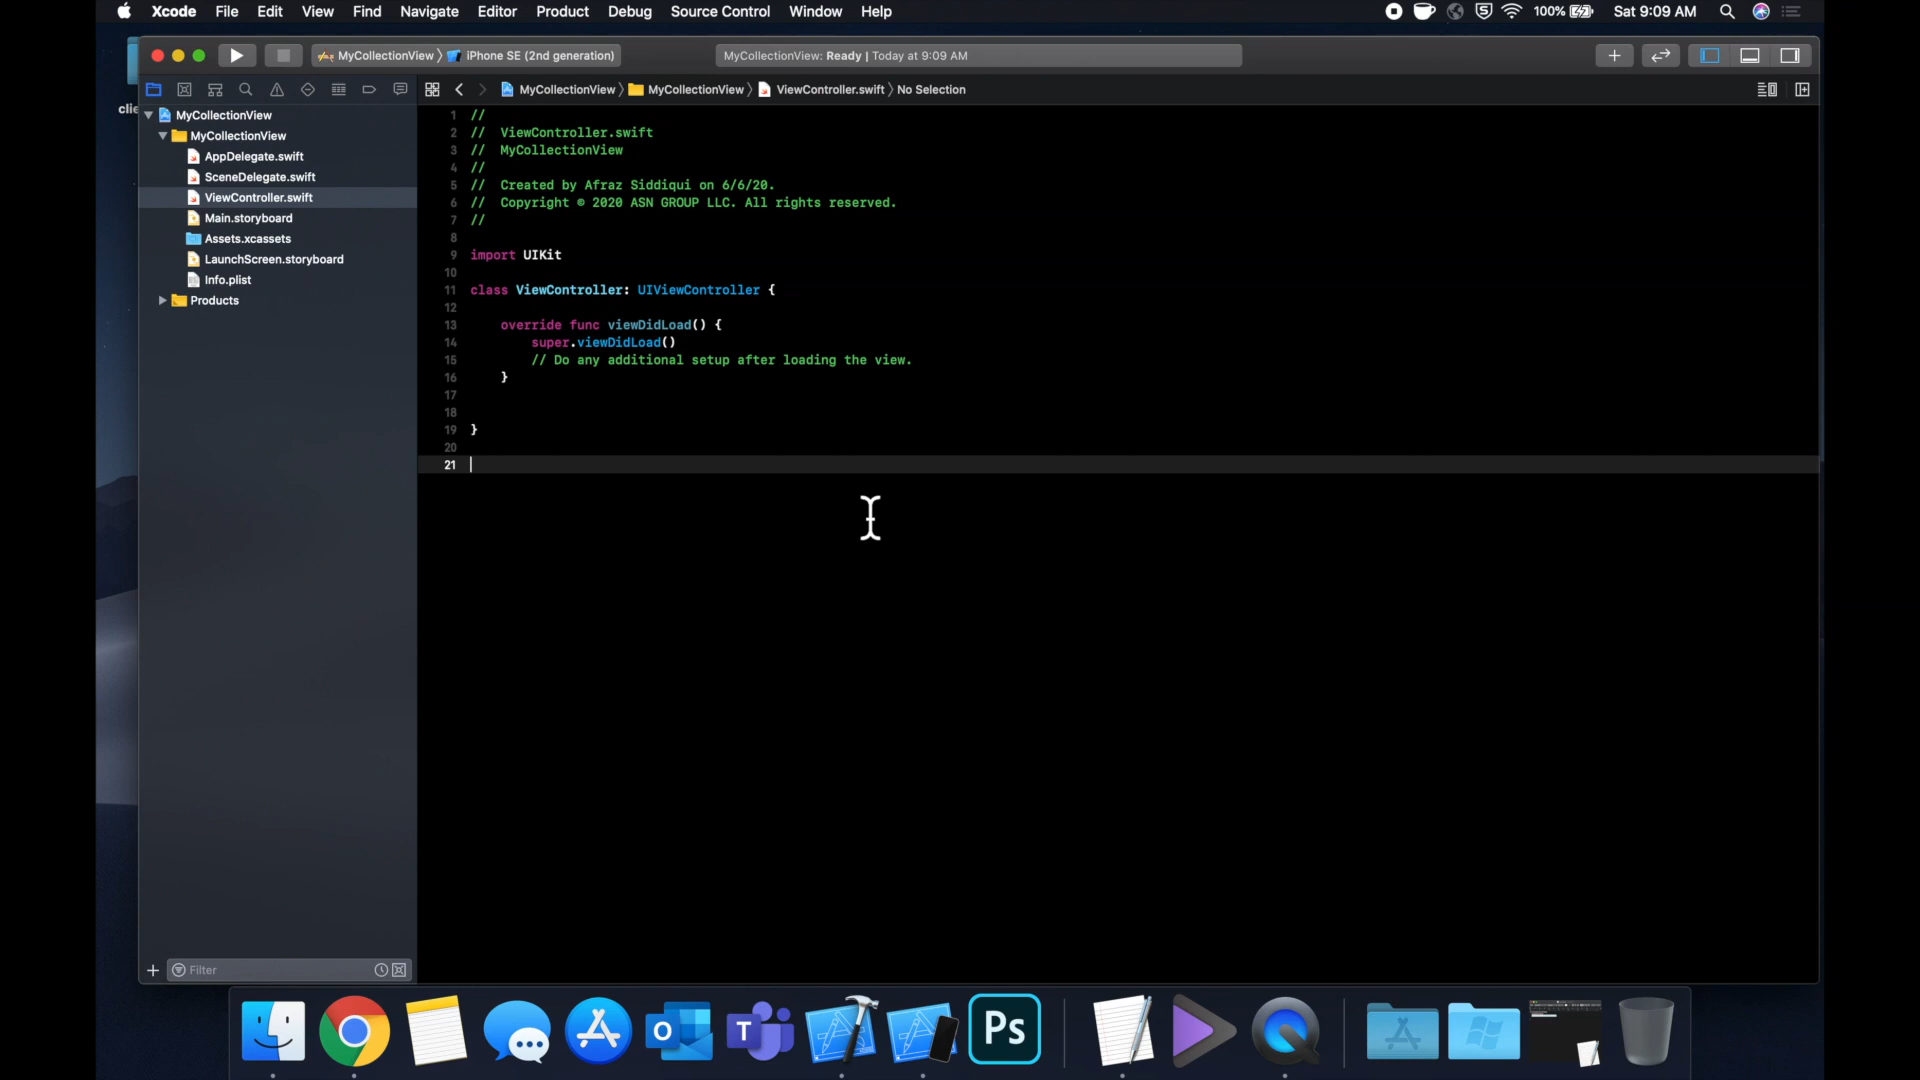 Xcode File Edit View Find Navigate Editor Product Debug Source Control Window Help 100% Sat 9:09 AM
MyCollectionView iPhone SE (2nd generation) MyCollectionView: Ready | Today at 9:09 AM
MyCollectionView MyCollectionView ViewController.swift No Selection
clie
MyCollectionView
MyCollectionView
AppDelegate.swift
SceneDelegate.swift
ViewController.swift
Main.storyboard
Assets.xcassets
LaunchScreen.storyboard
Info.plist
Products
1 //
2 // ViewController.swift
3 // MyCollectionView
4 //
5 // Created by Afraz Siddiqui on 6/6/20.
6 // Copyright © 2020 ASN GROUP LLC. All rights reserved.
7 //
8
9 import UIKit
10
11 class ViewController: UIViewController {
12
13 override func viewDidLoad() {
14 super.viewDidLoad()
15 // Do any additional setup after loading the view.
16 }
17
18
19 }
20
21
Filter
O T Ps